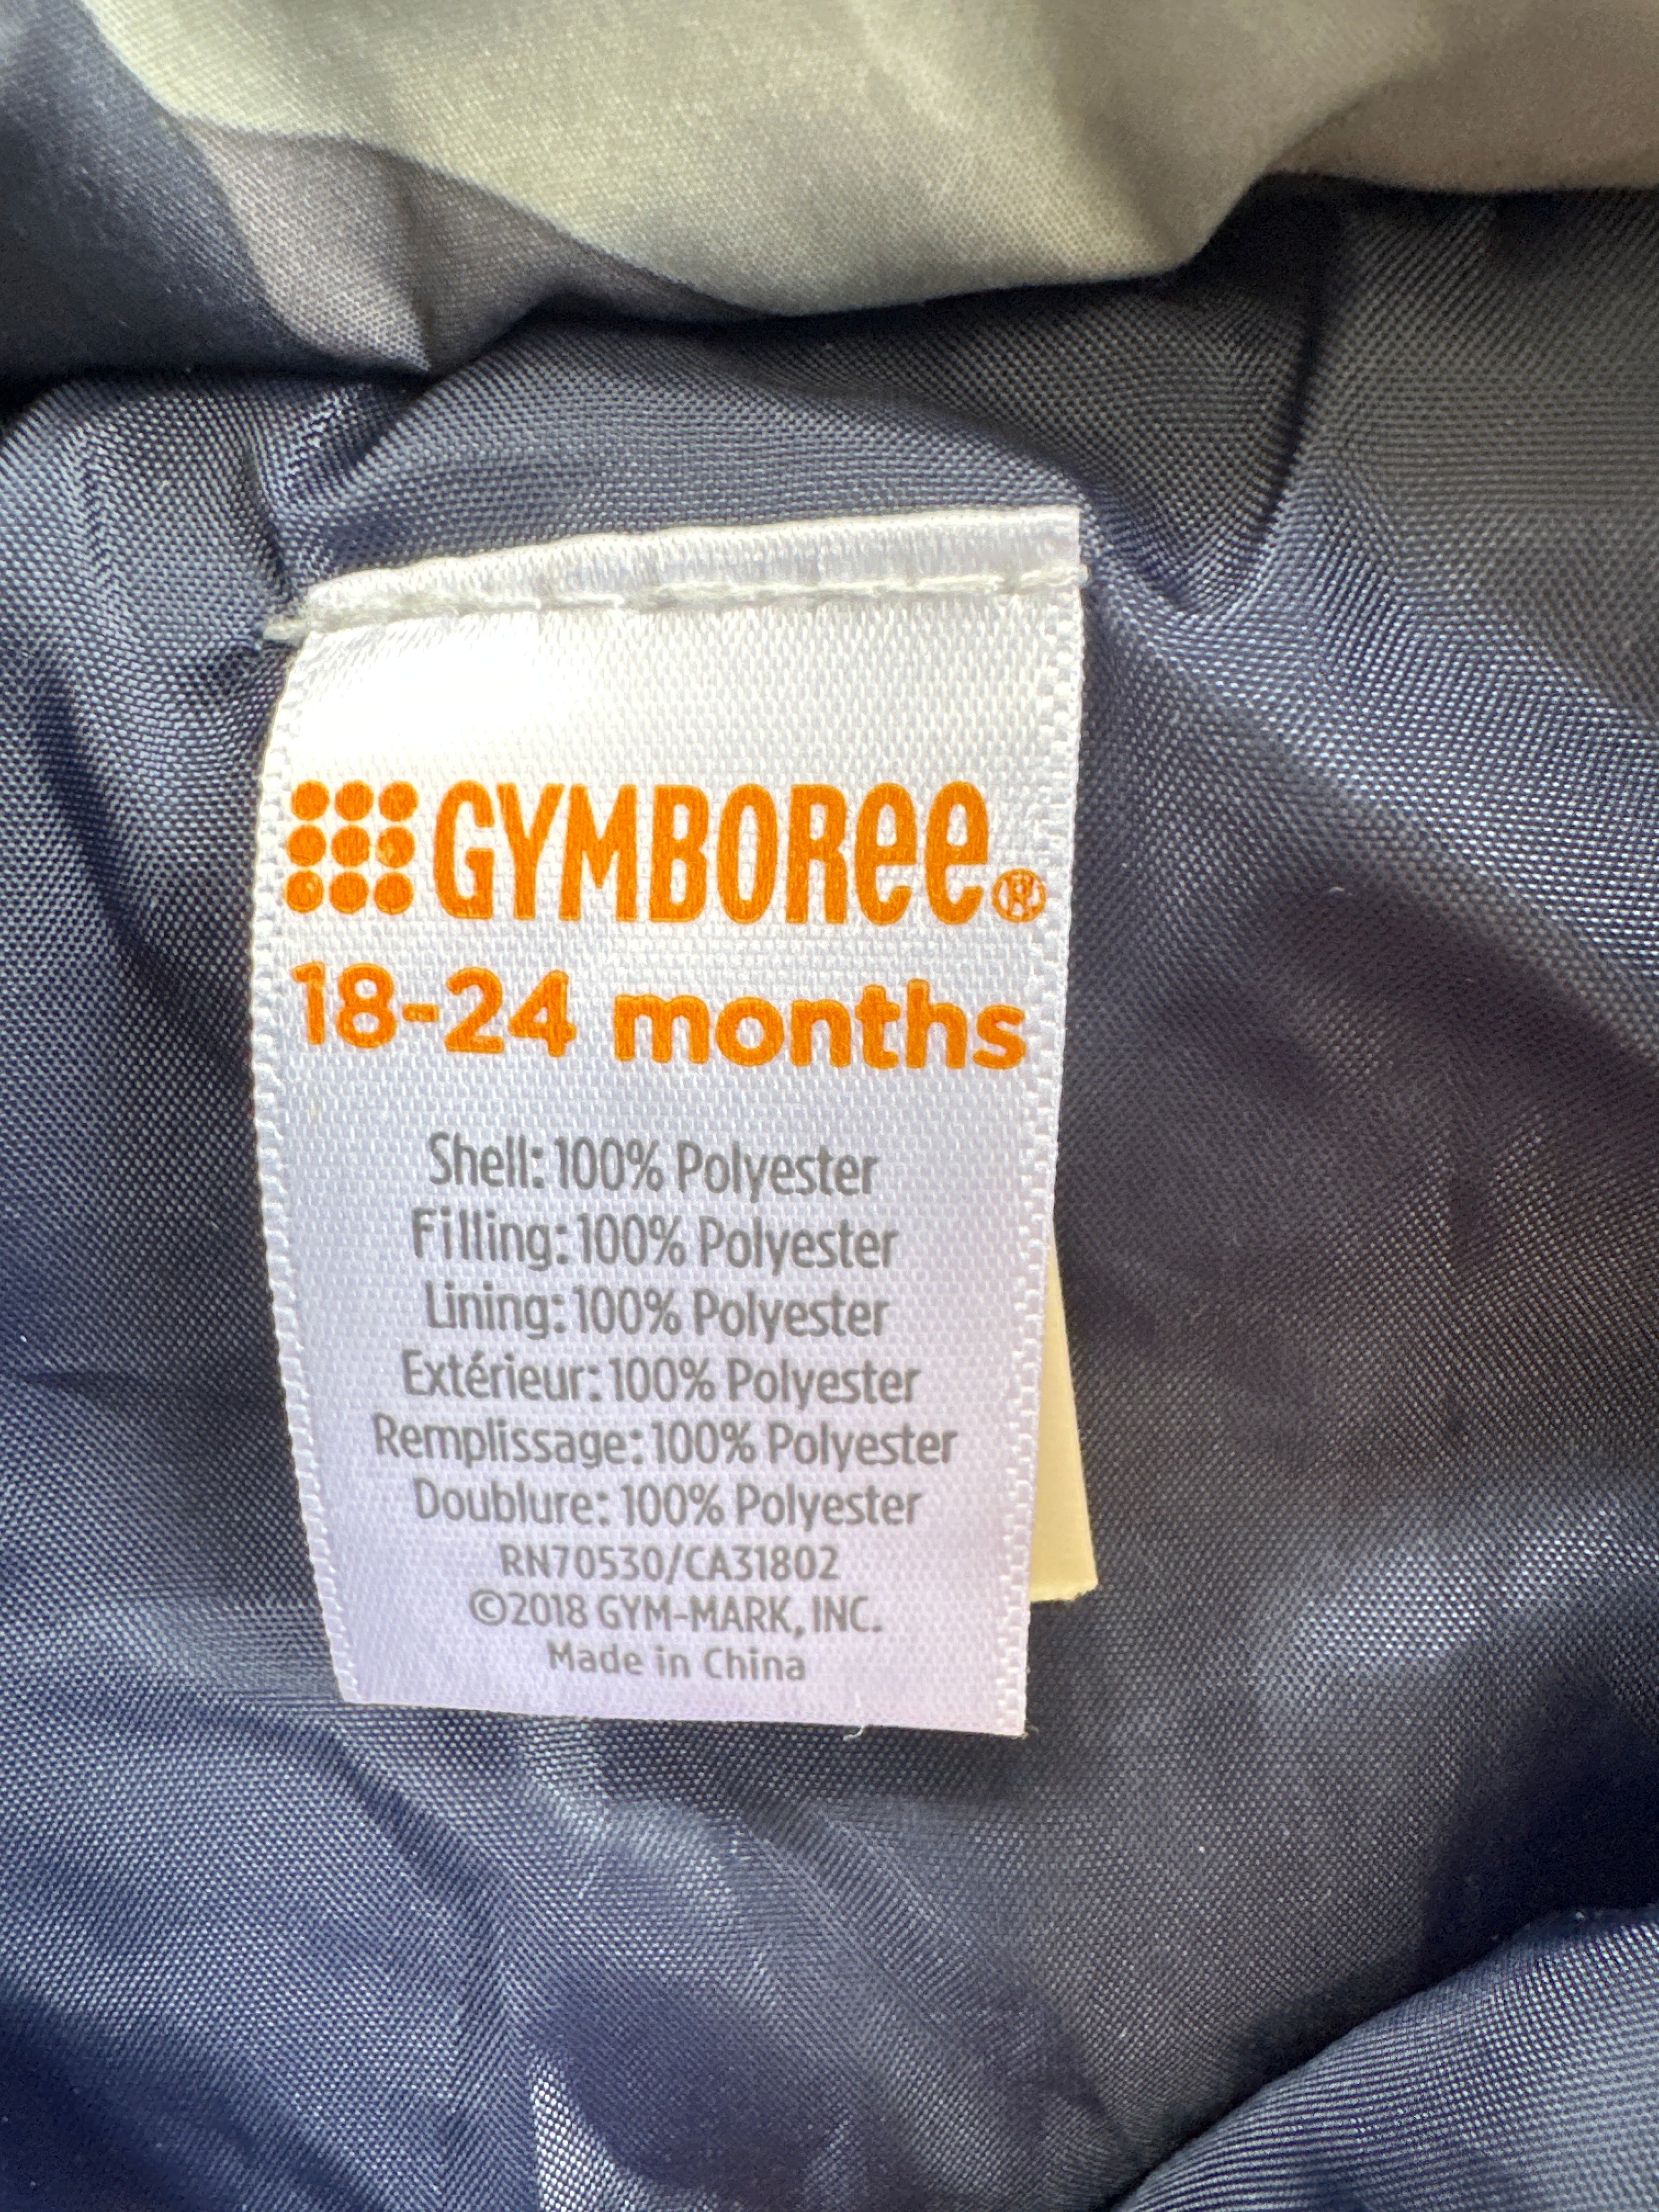 GYMBOREE®
18-24 months
Shell: 100% Polyester
Filling: 100% Polyester
Lining: 100% Polyester
Extérieur: 100% Polyester
Remplissage: 100% Polyester
Doublure: 100% Polyester
RN70530/CA31802
©2018 GYM-MARK, INC.
Made in China